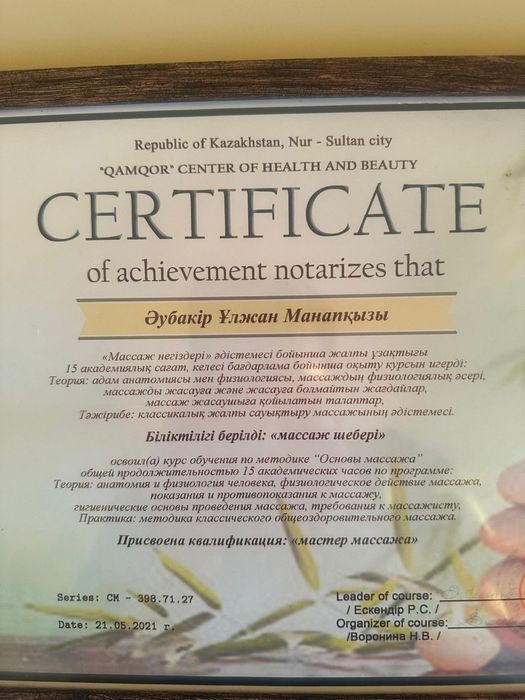 Republic of Kazakhstan, Nur - Sultan city
"QAMQOR" CENTER OF HEALTH AND BEAUTY
CERTIFICATE
of achievement notarizes that
Әубакір Ұлжан Манапқызы
«Массаж негіздері» әдістемесі бойынша жалпы ұзақтығы
15 академиялық сағат, келесі бағдарлама бойынша оқыту курсын игерді:
Теория: адам анатомиясы мен физиологиясы, массаждың физиологиялық әсері,
массажды жасауға және жасауға болмайтын жағдайлар,
массаж жасаушыға қойылатын талаптар,
Тәжірибе: классикалық жалпы сауықтыру массажының әдістемесі.
Біліктілігі берілді: «массаж шебері»
освоил(а) курс обучения по методике "Основы массажа"
общей продолжительностью 15 академических часов по программе:
Теория: анатомия и физиология человека, физиологическое действие массажа,
показания и противопоказания к массажу,
гигиенические основы проведения массажа, требования к массажисту,
Практика: методика классического общеоздоровительного массажа.
Присвоена квалификация: «мастер массажа»
Series: CM - 398.71.27
Date: 21.05.2021 г.
Leader of course:
/ Ескендір Р.С. /
Organizer of course:
/Воронина Н.В. /